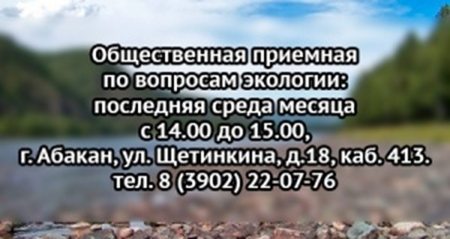 Общественная приемная
по вопросам экологии:
последняя среда месяца
с 14.00 до 15.00,
г. Абакан, ул. Щетинкина, д.18, каб. 413.
тел. 8 (3902) 22-07-76